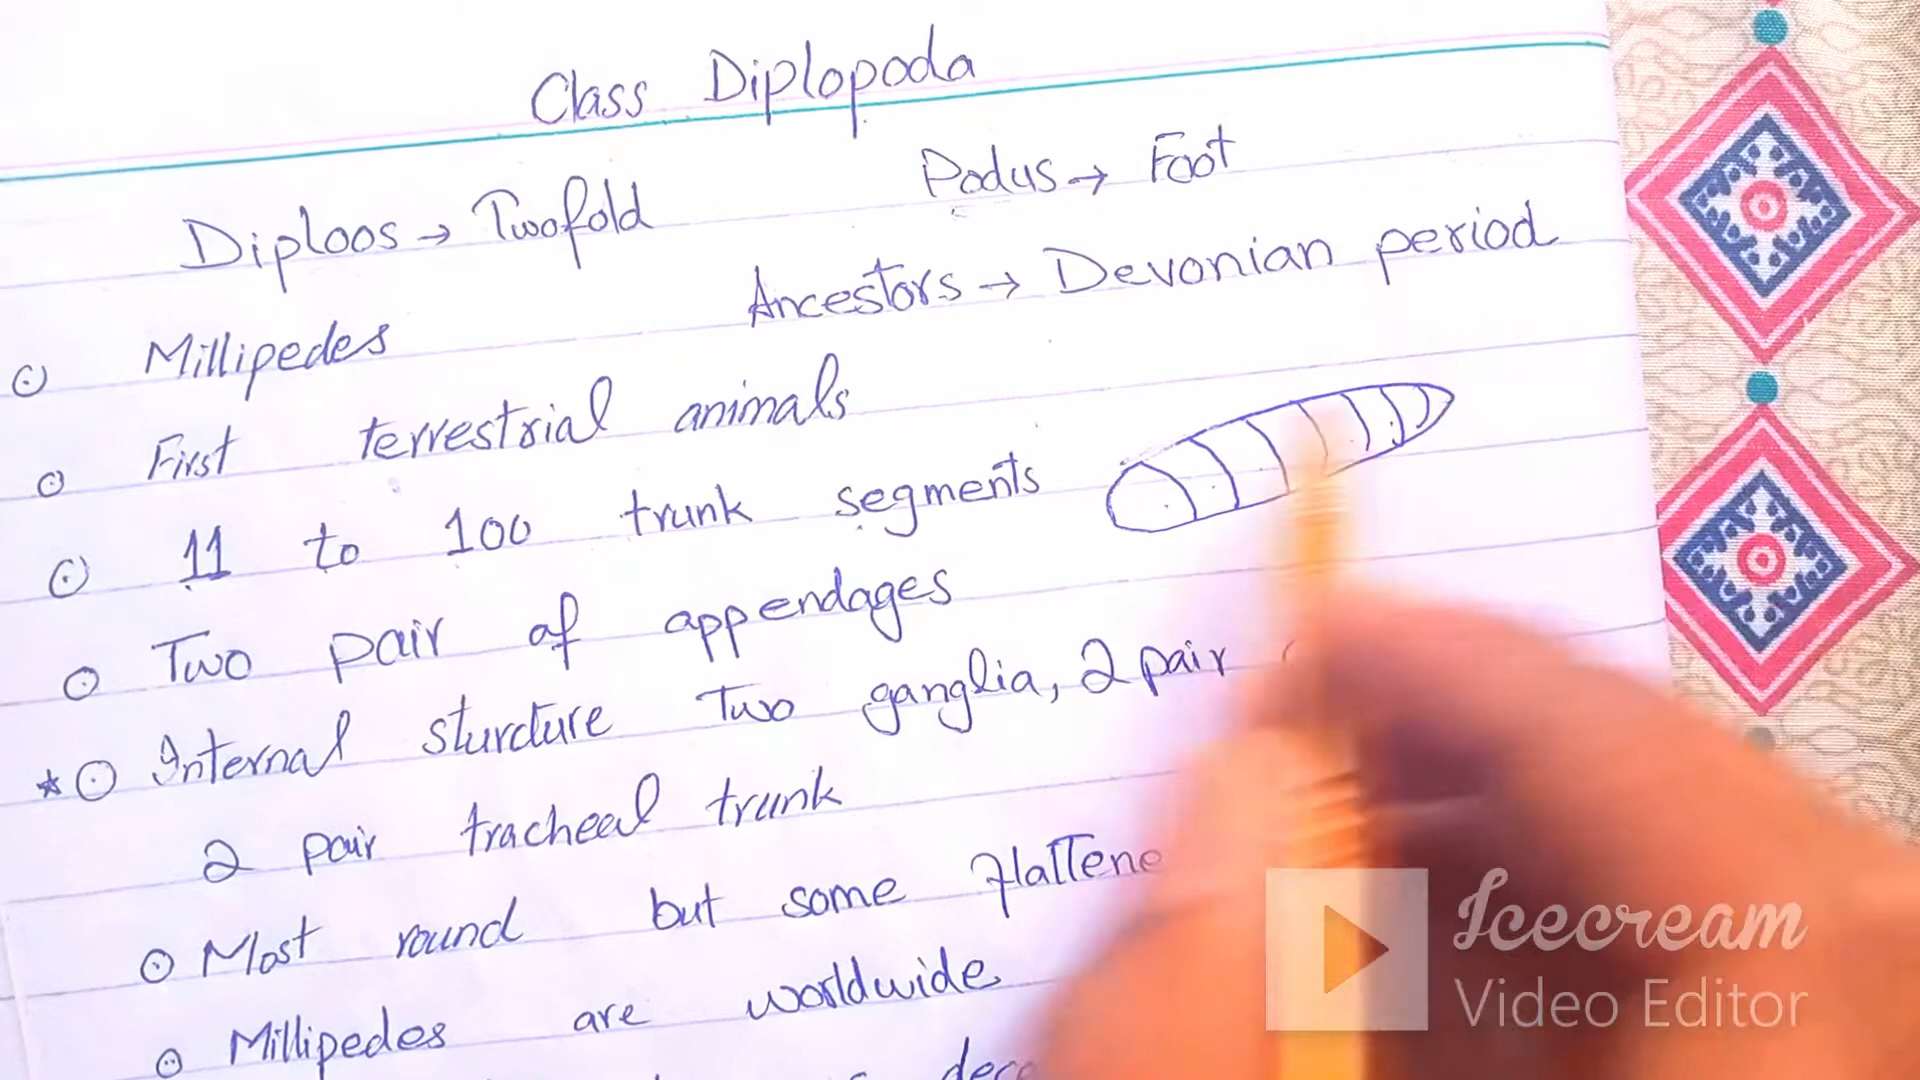 Class Diplopoda
Diploos → Twofold Podus → Foot
Ancestors → Devonian period
Millipedes
First terrestrial animals
11 to 100 trunk segments
Two pair of appendages
Internal sturcture Two ganglia, 2 pair
2 pair tracheal trunk
Most round but some flattene
Millipedes are worldwide
Icecream
Video Editor